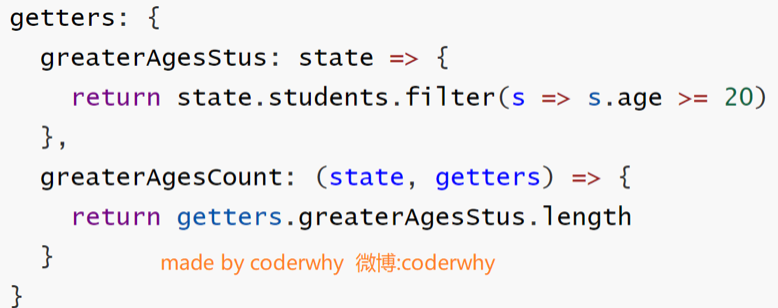 getters: {
  greaterAgesStus: state => {
    return state.students.filter(s => s.age >= 20)
  },
  greaterAgesCount: (state, getters) => {
    return getters.greaterAgesStus.length
  }
made by coderwhy 微博:coderwhy
}